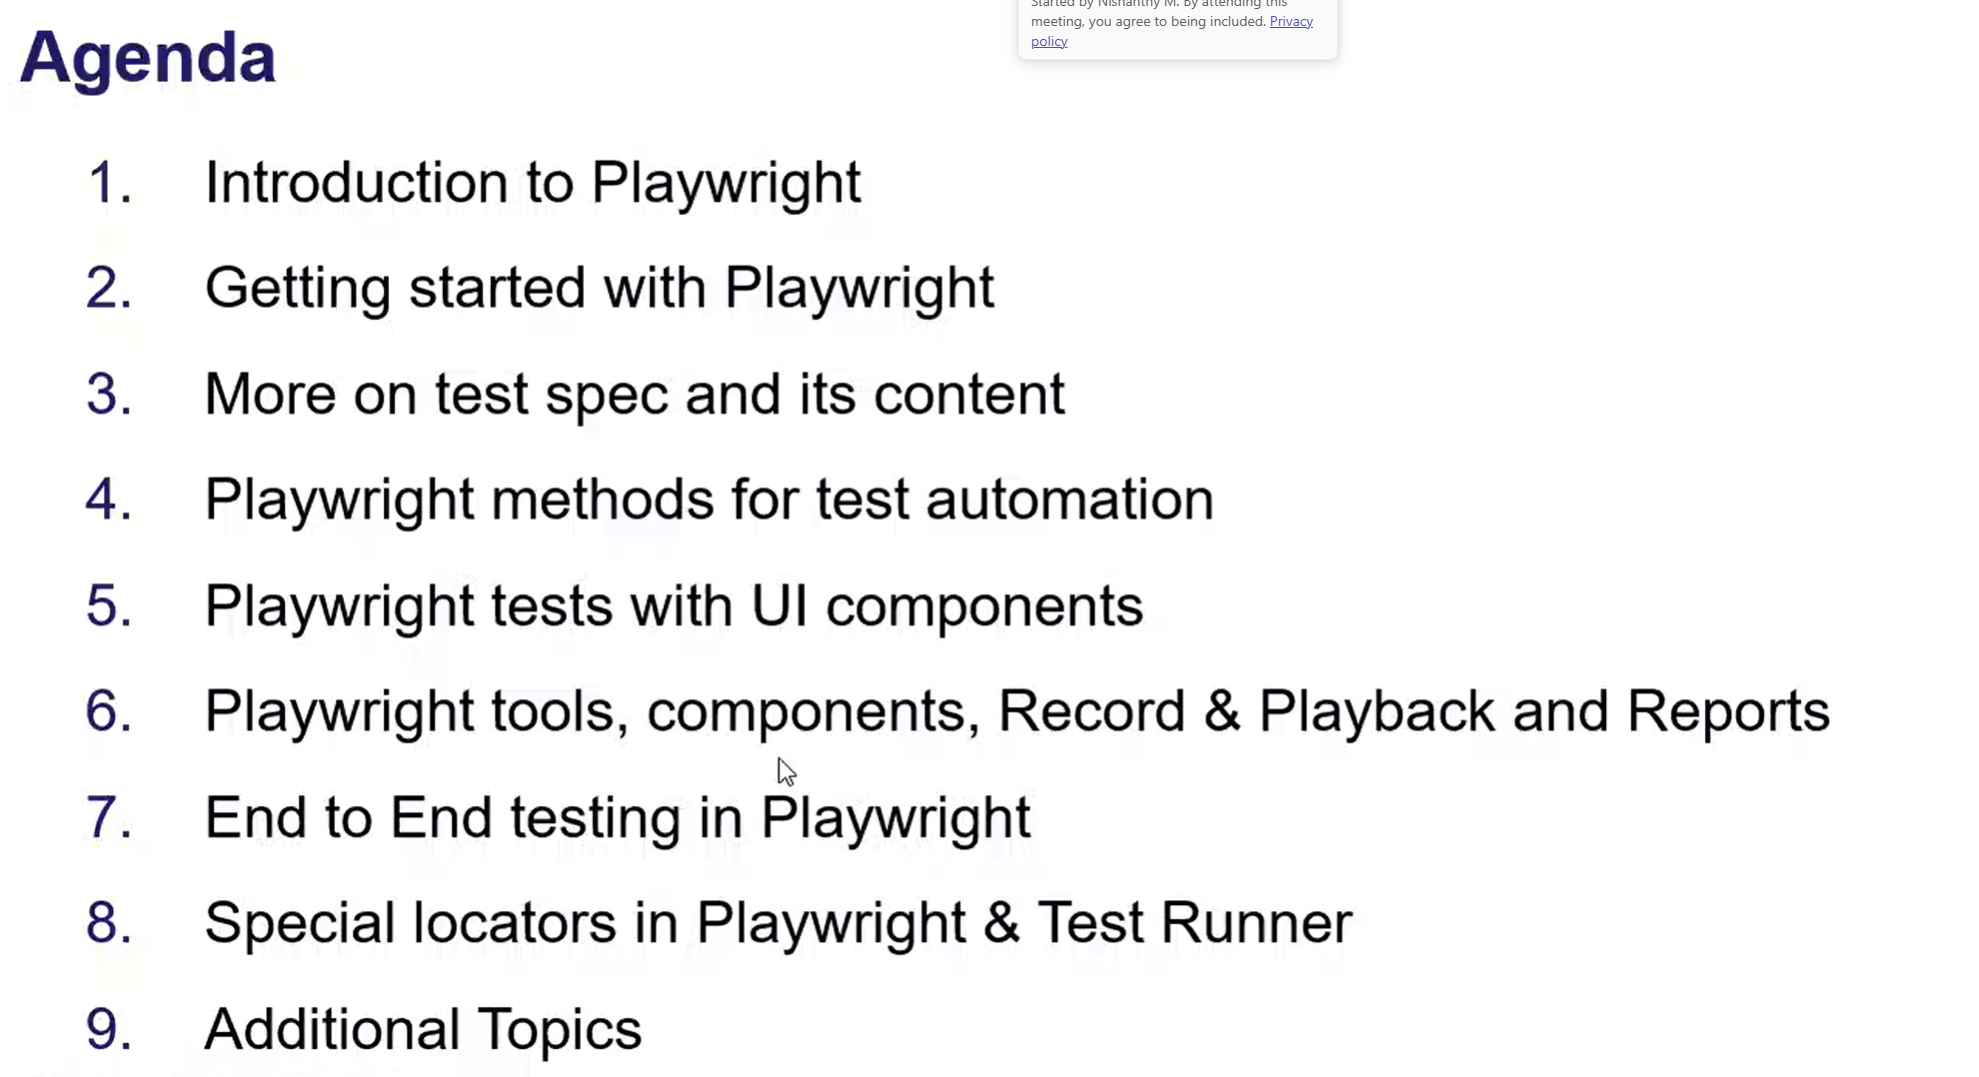 Started by Nishanthy M. By attending this
meeting, you agree to being included. Privacy
policy
Agenda
1. Introduction to Playwright
2. Getting started with Playwright
3. More on test spec and its content
4. Playwright methods for test automation
5. Playwright tests with UI components
6. Playwright tools, components, Record & Playback and Reports
7. End to End testing in Playwright
8. Special locators in Playwright & Test Runner
9. Additional Topics